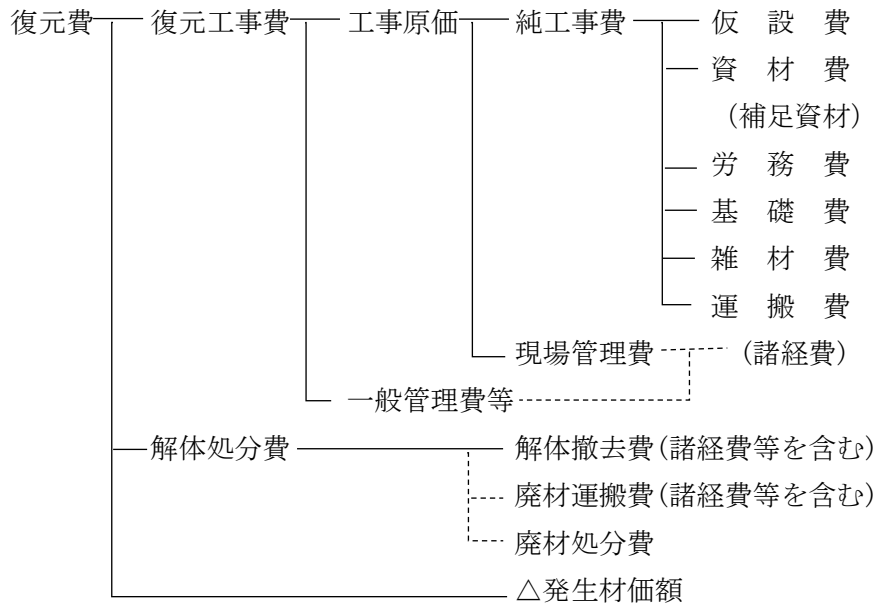 復元費 復元工事費 工事原価 純工事費 仮設費
資材費
(補足資材)
労務費
基礎費
雑材費
運搬費
現場管理費 (諸経費)
一般管理費等
解体処分費 解体撤去費(諸経費等を含む)
廃材運搬費(諸経費等を含む)
廃材処分費
△発生材価額